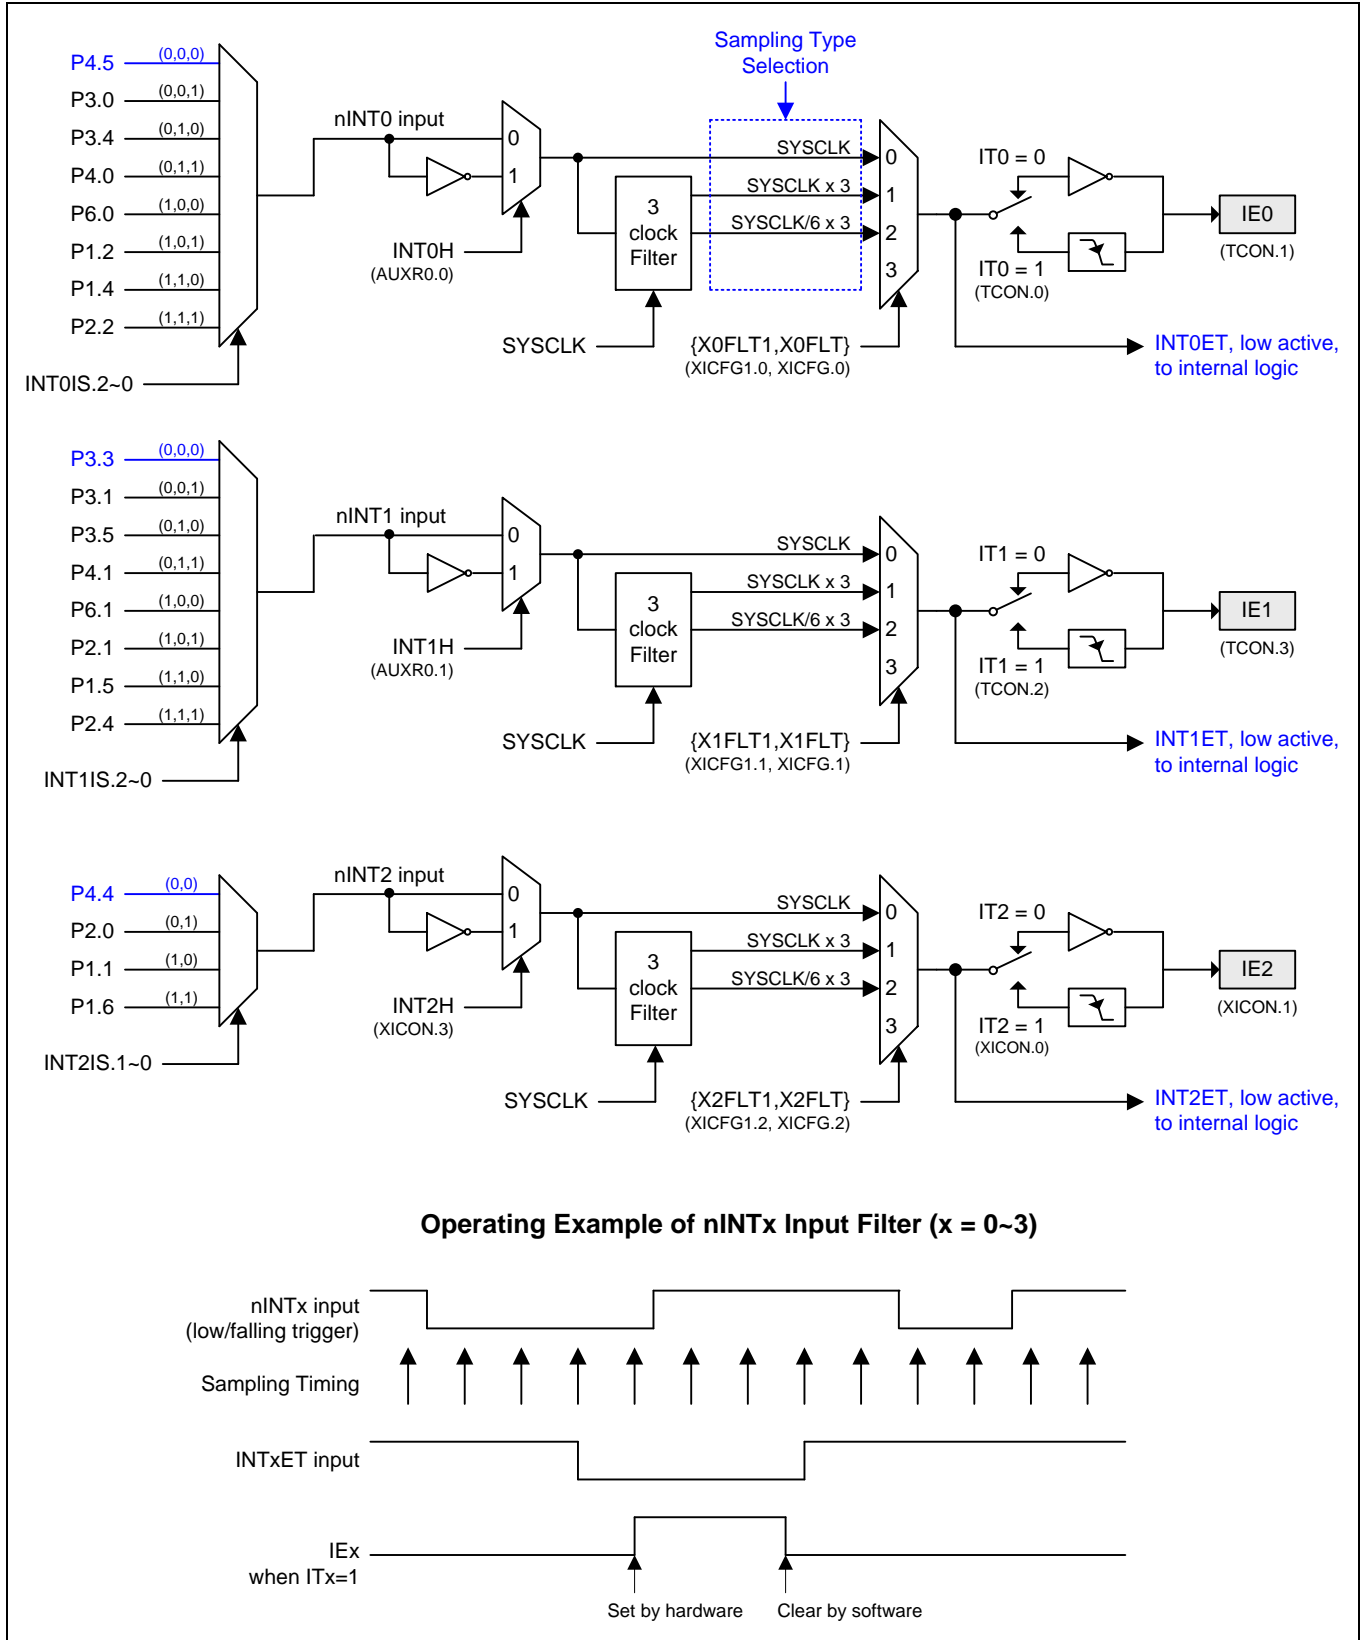 Sampling Type
Selection
P4.5 (0,0,0)
P3.0 (0,0,1)
P3.4 (0,1,0)
P4.0 (0,1,1)
P6.0 (1,0,0)
P1.2 (1,0,1)
P1.4 (1,1,0)
P2.2 (1,1,1)
INT0IS.2~0
nINT0 input
0
1
INT0H
(AUXR0.0)
3
clock
Filter
SYSCLK
SYSCLK
SYSCLK x 3
SYSCLK/6 x 3
0
1
2
3
{X0FLT1,X0FLT}
(XICFG1.0, XICFG.0)
IT0 = 0
IT0 = 1
(TCON.0)
IE0
(TCON.1)
INT0ET, low active,
to internal logic
P3.3 (0,0,0)
P3.1 (0,0,1)
P3.5 (0,1,0)
P4.1 (0,1,1)
P6.1 (1,0,0)
P2.1 (1,0,1)
P1.5 (1,1,0)
P2.4 (1,1,1)
INT1IS.2~0
nINT1 input
0
1
INT1H
(AUXR0.1)
3
clock
Filter
SYSCLK
SYSCLK
SYSCLK x 3
SYSCLK/6 x 3
0
1
2
3
{X1FLT1,X1FLT}
(XICFG1.1, XICFG.1)
IT1 = 0
IT1 = 1
(TCON.2)
IE1
(TCON.3)
INT1ET, low active,
to internal logic
P4.4 (0,0)
P2.0 (0,1)
P1.1 (1,0)
P1.6 (1,1)
INT2IS.1~0
nINT2 input
0
1
INT2H
(XICON.3)
3
clock
Filter
SYSCLK
SYSCLK
SYSCLK x 3
SYSCLK/6 x 3
0
1
2
3
{X2FLT1,X2FLT}
(XICFG1.2, XICFG.2)
IT2 = 0
IT2 = 1
(XICON.0)
IE2
(XICON.1)
INT2ET, low active,
to internal logic
Operating Example of nINTx Input Filter (x = 0~3)
nINTx input
(low/falling trigger)
Sampling Timing
INTxET input
IEx
when ITx=1
Set by hardware
Clear by software